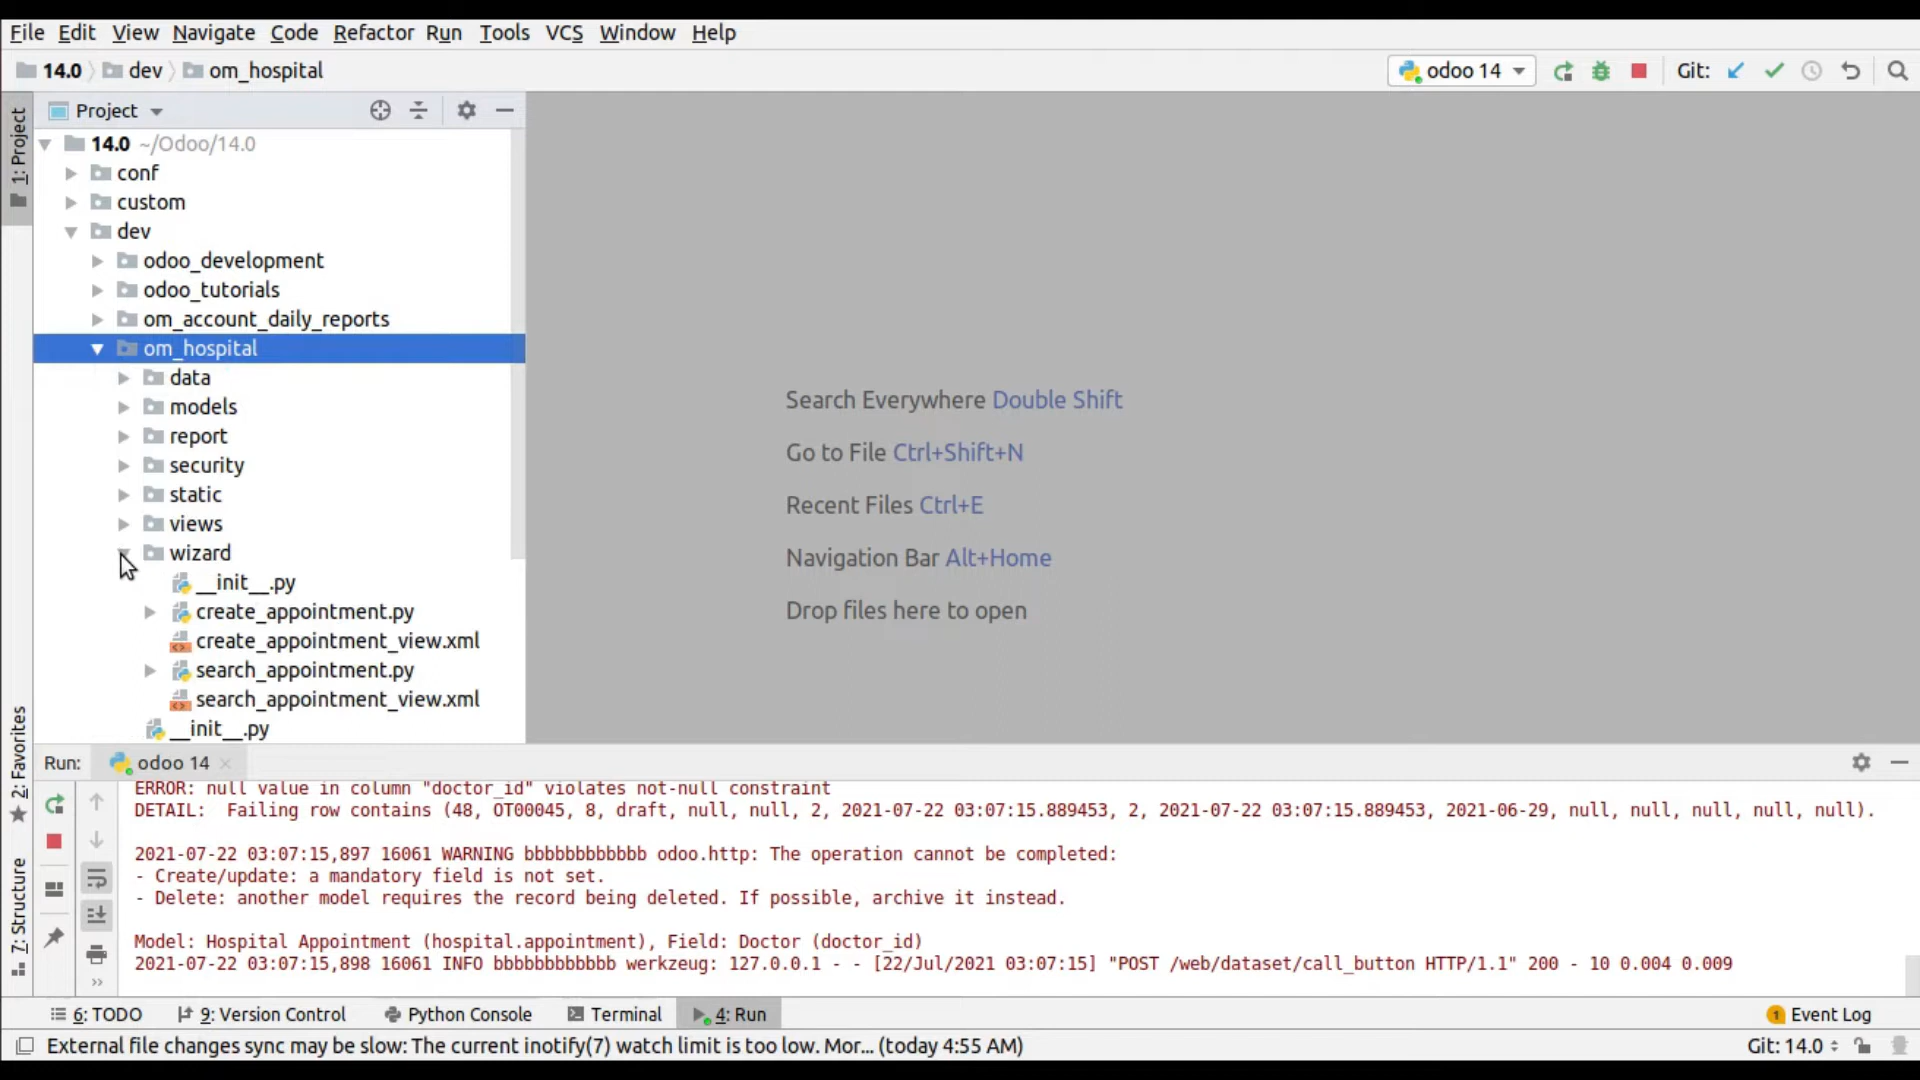 File Edit View Navigate Code Refactor Run Tools VCS Window Help
14.0 dev om_hospital
odoo 14
Git:
1: Project
Project
14.0 ~/Odoo/14.0
conf
custom
dev
odoo_development
odoo_tutorials
om_account_daily_reports
om_hospital
data
models
report
security
static
views
wizard
__init__.py
create_appointment.py
create_appointment_view.xml
search_appointment.py
search_appointment_view.xml
__init__.py
Search Everywhere Double Shift
Go to File Ctrl+Shift+N
Recent Files Ctrl+E
Navigation Bar Alt+Home
Drop files here to open
2: Favorites
7: Structure
Run: odoo 14
ERROR: null value in column "doctor_id" violates not-null constraint
DETAIL:  Failing row contains (48, OT00045, 8, draft, null, null, 2, 2021-07-22 03:07:15.889453, 2, 2021-07-22 03:07:15.889453, 2021-06-29, null, null, null, null, null).
2021-07-22 03:07:15,897 16061 WARNING bbbbbbbbbbbb odoo.http: The operation cannot be completed:
- Create/update: a mandatory field is not set.
- Delete: another model requires the record being deleted. If possible, archive it instead.
Model: Hospital Appointment (hospital.appointment), Field: Doctor (doctor_id)
2021-07-22 03:07:15,898 16061 INFO bbbbbbbbbbbb werkzeug: 127.0.0.1 - - [22/Jul/2021 03:07:15] "POST /web/dataset/call_button HTTP/1.1" 200 - 10 0.004 0.009
6: TODO 9: Version Control Python Console Terminal 4: Run 1 Event Log
External file changes sync may be slow: The current inotify(7) watch limit is too low. Mor... (today 4:55 AM) Git: 14.0